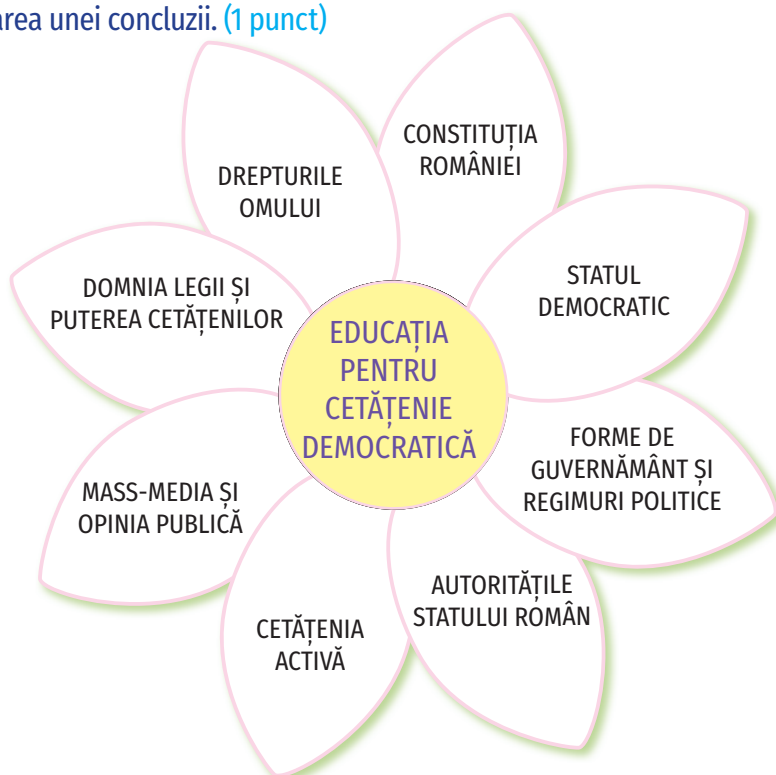 area unei concluzii. (1 punct)
CONSTITUȚIA
ROMÂNIEI
DREPTURILE
OMULUI
STATUL
DEMOCRATIC
DOMNIA LEGII ȘI
PUTEREA CETĂȚENILOR
EDUCAȚIA
PENTRU
CETĂȚENIE
DEMOCRATICĂ
FORME DE
GUVERNĂMÂNT ȘI
REGIMURI POLITICE
MASS-MEDIA ȘI
OPINIA PUBLICĂ
AUTORITĂȚILE
STATULUI ROMÂN
CETĂȚENIA
ACTIVĂ